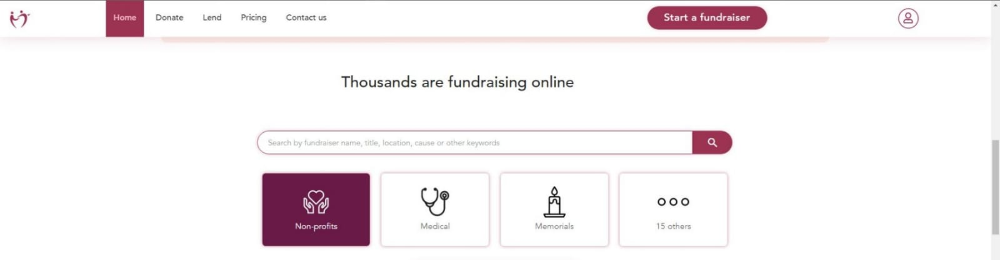 Home Donate Lend Pricing Contact us Start a fundraiser
Thousands are fundraising online
Search by fundraiser name, title, location, cause or other keywords
Non-profits Medical Memorials 15 others